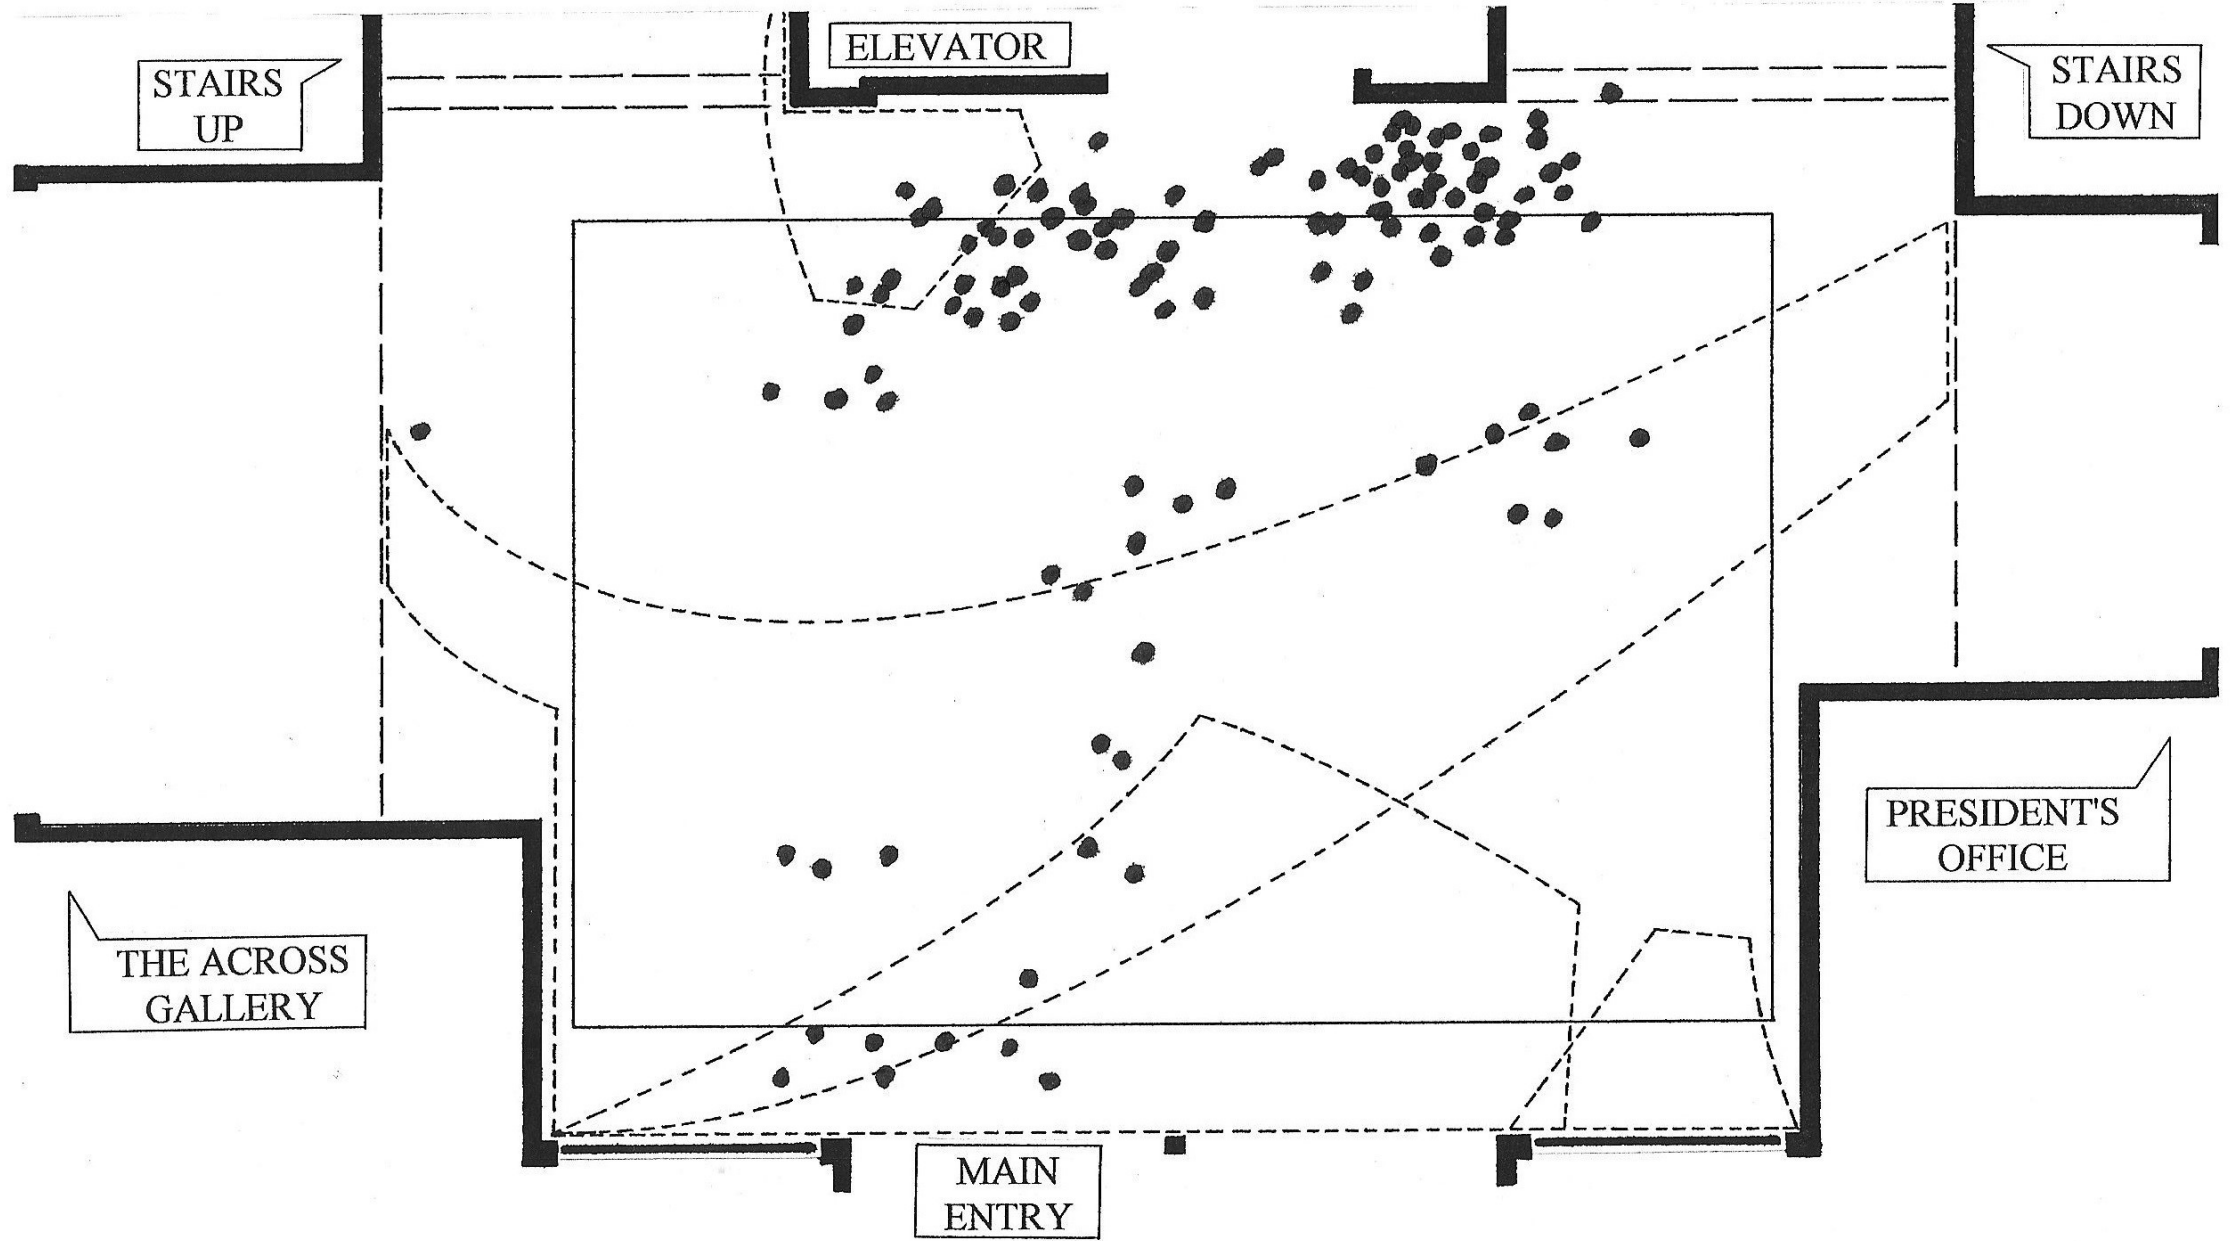 ELEVATOR
STAIRS
UP
STAIRS
DOWN
PRESIDENT'S
OFFICE
THE ACROSS
GALLERY
MAIN
ENTRY